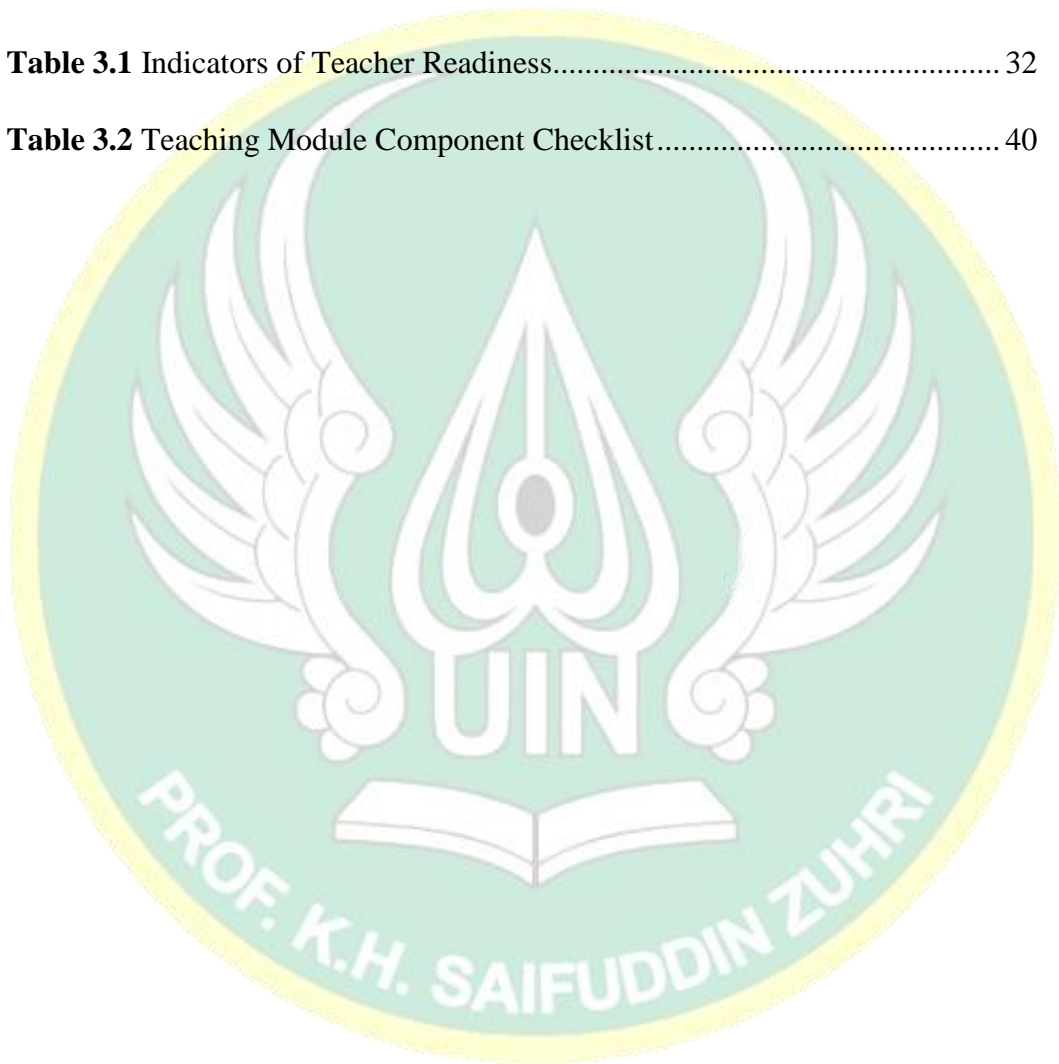 Table 3.1 Indicators of Teacher Readiness........................................................ 32
Table 3.2 Teaching Module Component Checklist........................................... 40
UIN
PROF. K.H. SAIFUDDIN ZUHRI